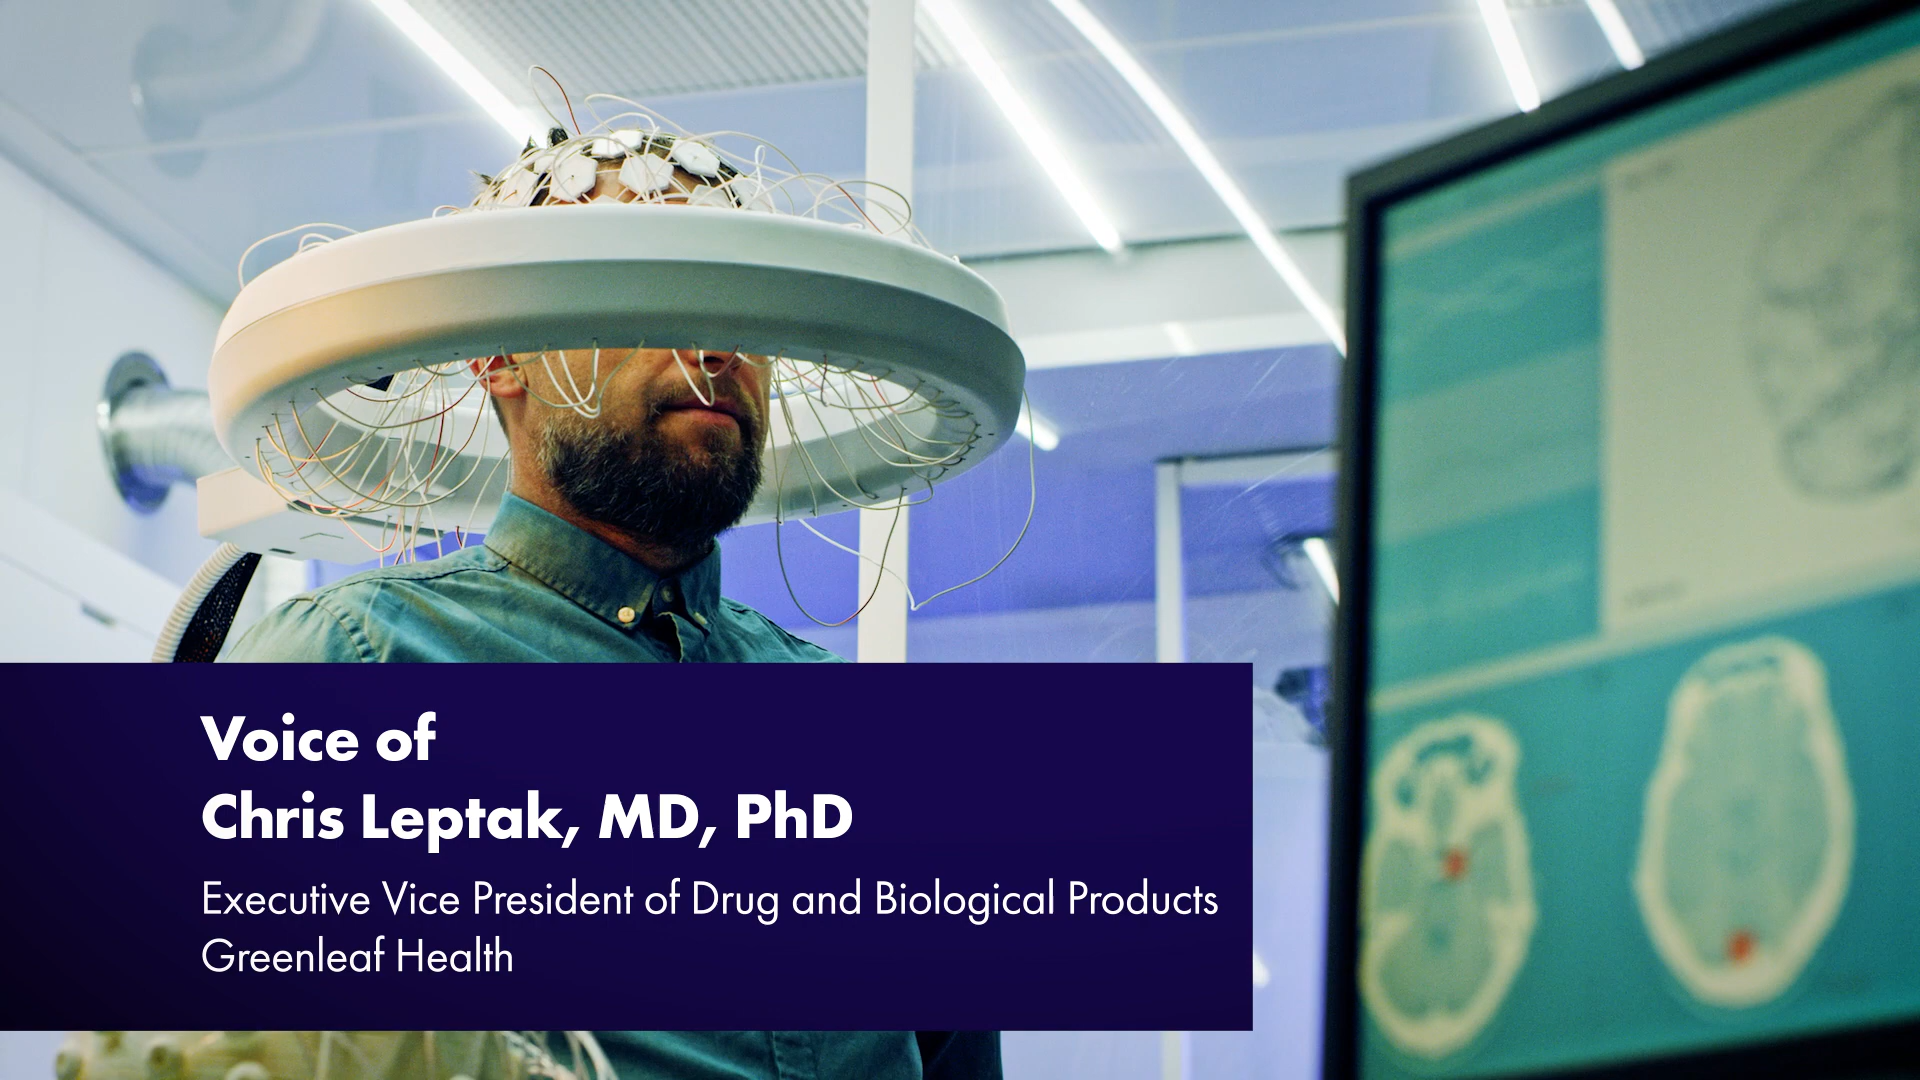 Voice of
Chris Leptak, MD, PhD
Executive Vice President of Drug and Biological Products
Greenleaf Health